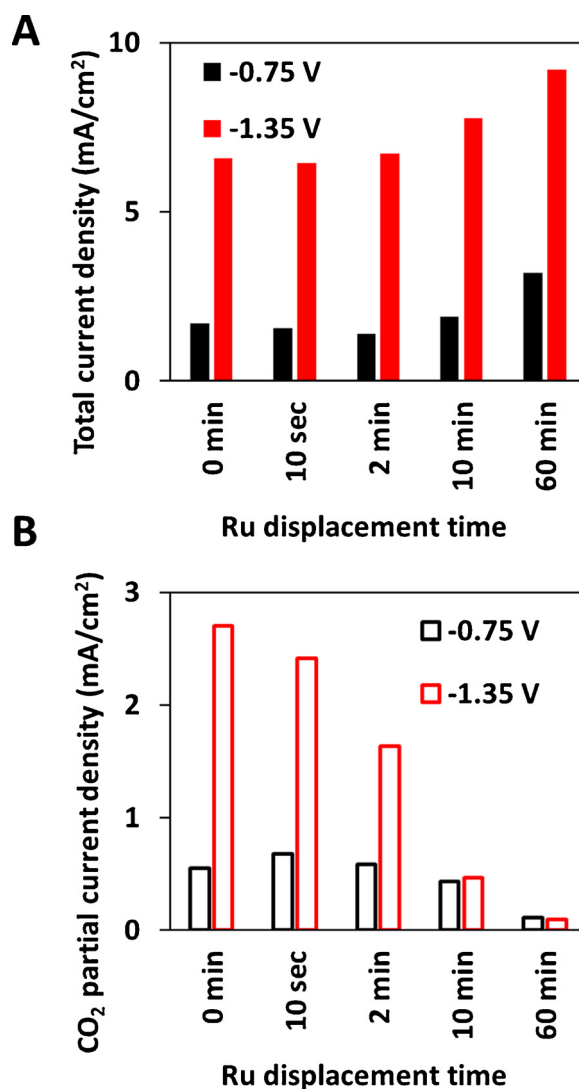 A
Total current density (mA/cm²)
10
5
0
-0.75 V
-1.35 V
0 min
10 sec
2 min
10 min
60 min
Ru displacement time
B
CO₂ partial current density (mA/cm²)
3
2
1
0
-0.75 V
-1.35 V
0 min
10 sec
2 min
10 min
60 min
Ru displacement time